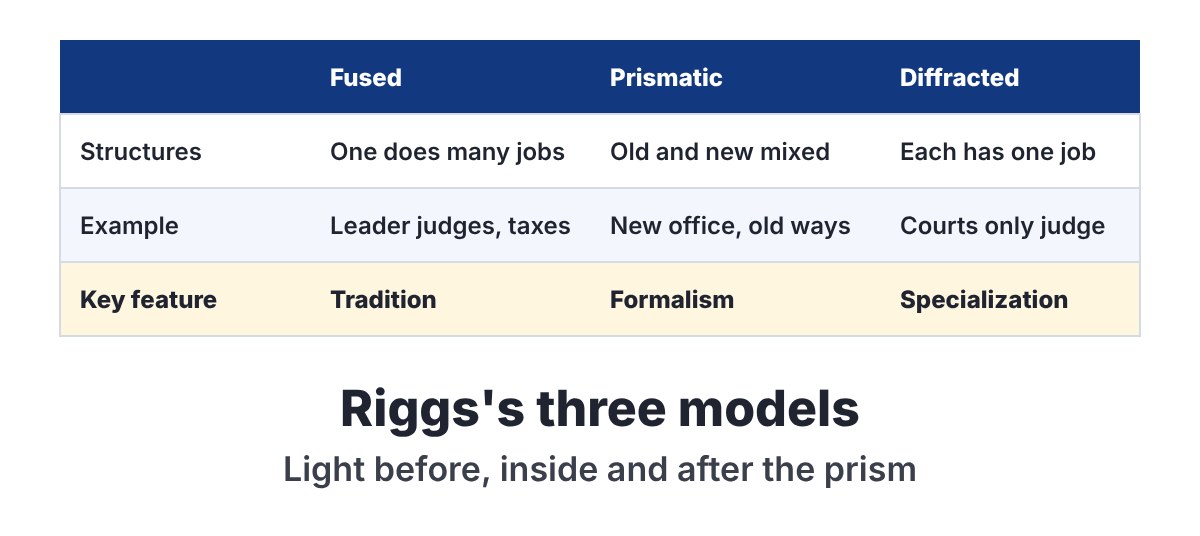 Fused Prismatic Diffracted
Structures One does many jobs Old and new mixed Each has one job
Example Leader judges, taxes New office, old ways Courts only judge
Key feature Tradition Formalism Specialization
Riggs's three models
Light before, inside and after the prism